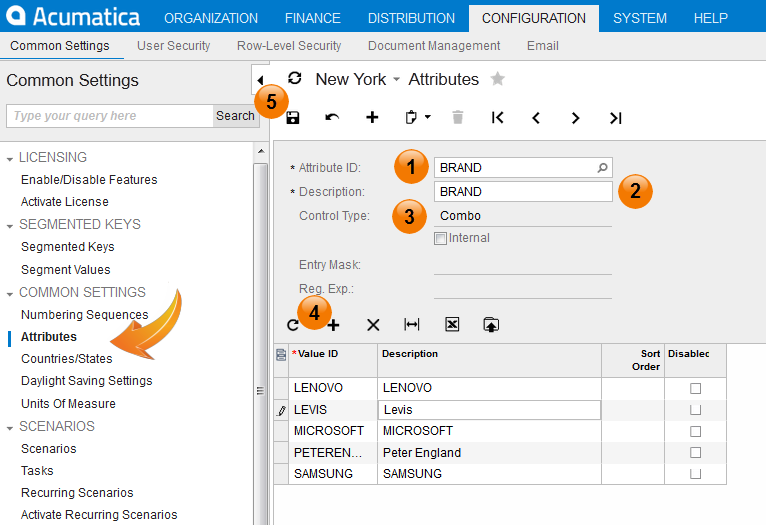 Acumatica ORGANIZATION FINANCE DISTRIBUTION CONFIGURATION SYSTEM HELP
Common Settings User Security Row-Level Security Document Management Email
Common Settings
Type your query here Search
LICENSING
Enable/Disable Features
Activate License
SEGMENTED KEYS
Segmented Keys
Segment Values
COMMON SETTINGS
Numbering Sequences
Attributes
Countries/States
Daylight Saving Settings
Units Of Measure
SCENARIOS
Scenarios
Tasks
Recurring Scenarios
Activate Recurring Scenarios
New York Attributes
5
* Attribute ID: 1 BRAND
* Description: BRAND 2
Control Type: 3 Combo
Internal
Entry Mask:
Reg. Exp.:
4
* Value ID Description Sort Order Disabled
LENOVO LENOVO
LEVIS Levis
MICROSOFT MICROSOFT
PETEREN... Peter England
SAMSUNG SAMSUNG